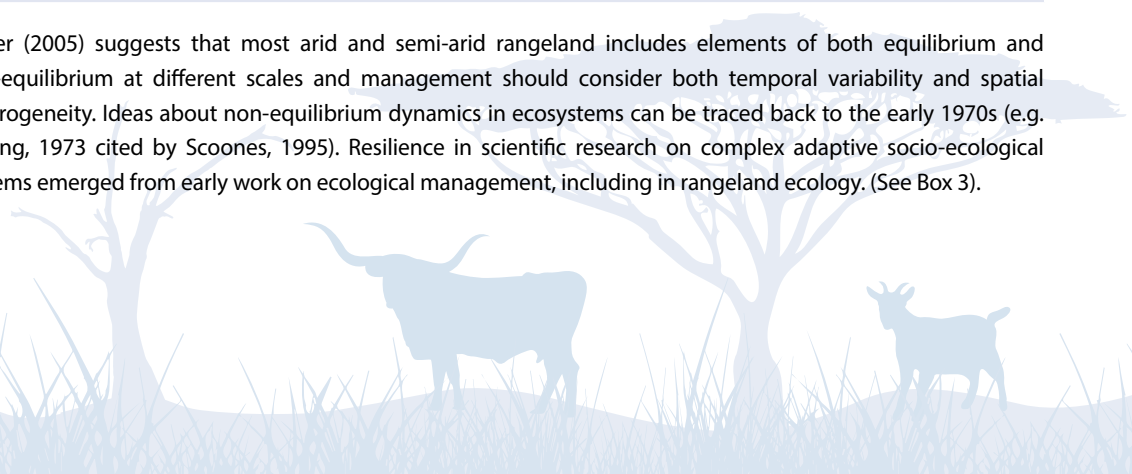 er (2005) suggests that most arid and semi-arid rangeland includes elements of both equilibrium and
-equilibrium at different scales and management should consider both temporal variability and spatial
rogeneity. Ideas about non-equilibrium dynamics in ecosystems can be traced back to the early 1970s (e.g.
ng, 1973 cited by Scoones, 1995). Resilience in scientific research on complex adaptive socio-ecological
ems emerged from early work on ecological management, including in rangeland ecology. (See Box 3).